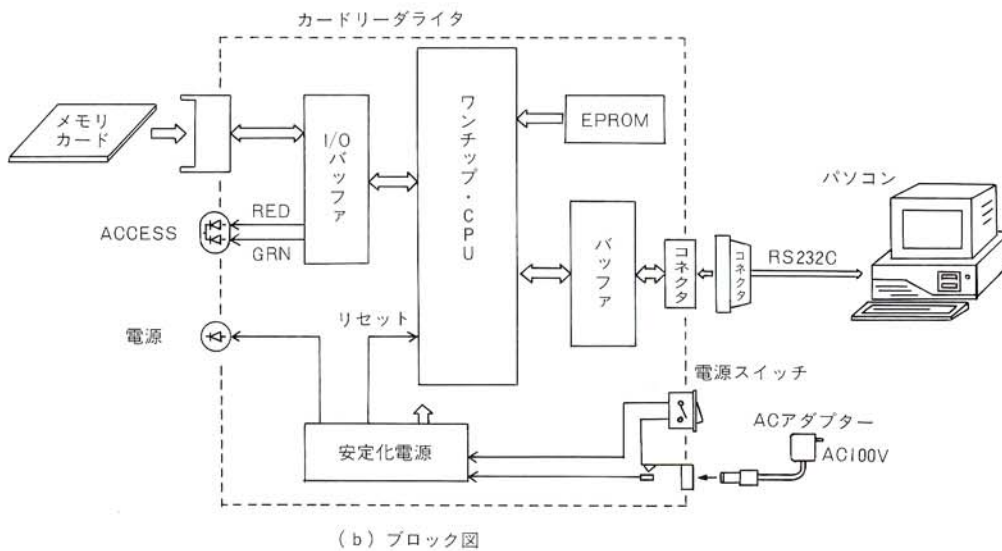 カードリーダライタ
メモリ
カード
I/Oバッファ
ワンチップ・CPU
EPROM
パソコン
ACCESS
RED
GRN
バッファ
コネクタ
コネクタ
RS232C
電源
リセット
電源スイッチ
安定化電源
ACアダプター
AC100V
(b) ブロック図